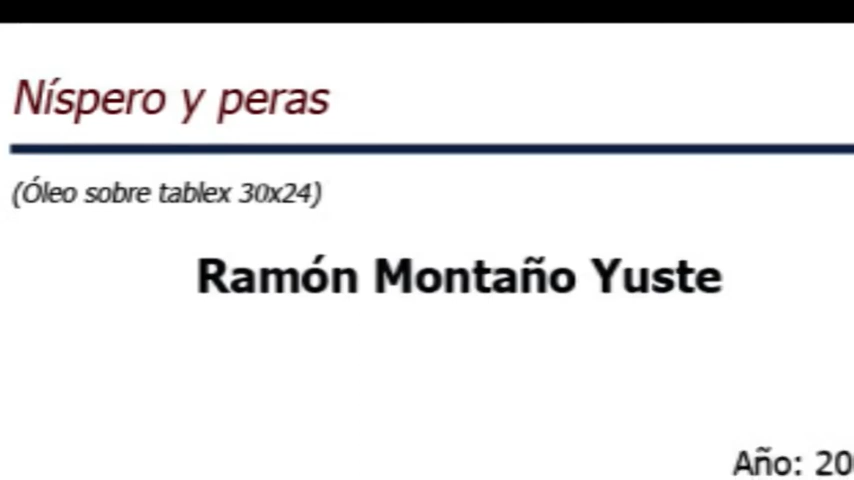 Níspero y peras
(Óleo sobre tablex 30x24)
Ramón Montaño Yuste
Año: 20